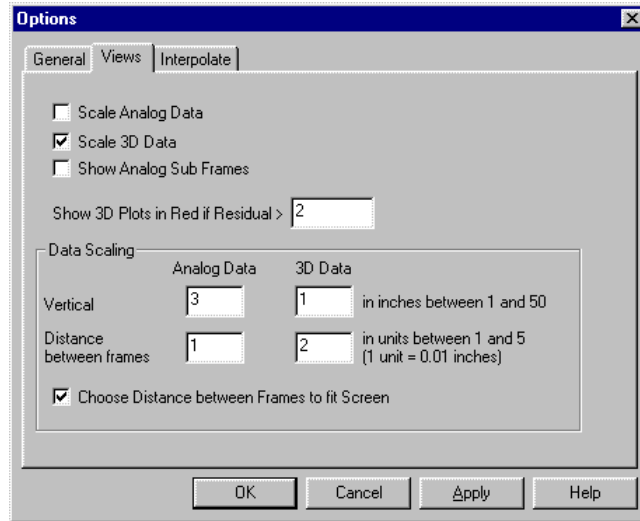 Options
General Views Interpolate
Scale Analog Data
Scale 3D Data
Show Analog Sub Frames
Show 3D Plots in Red if Residual > 2
Data Scaling
Analog Data 3D Data
Vertical 3 1 in inches between 1 and 50
Distance between frames 1 2 in units between 1 and 5 (1 unit = 0.01 inches)
Choose Distance between Frames to fit Screen
OK Cancel Apply Help